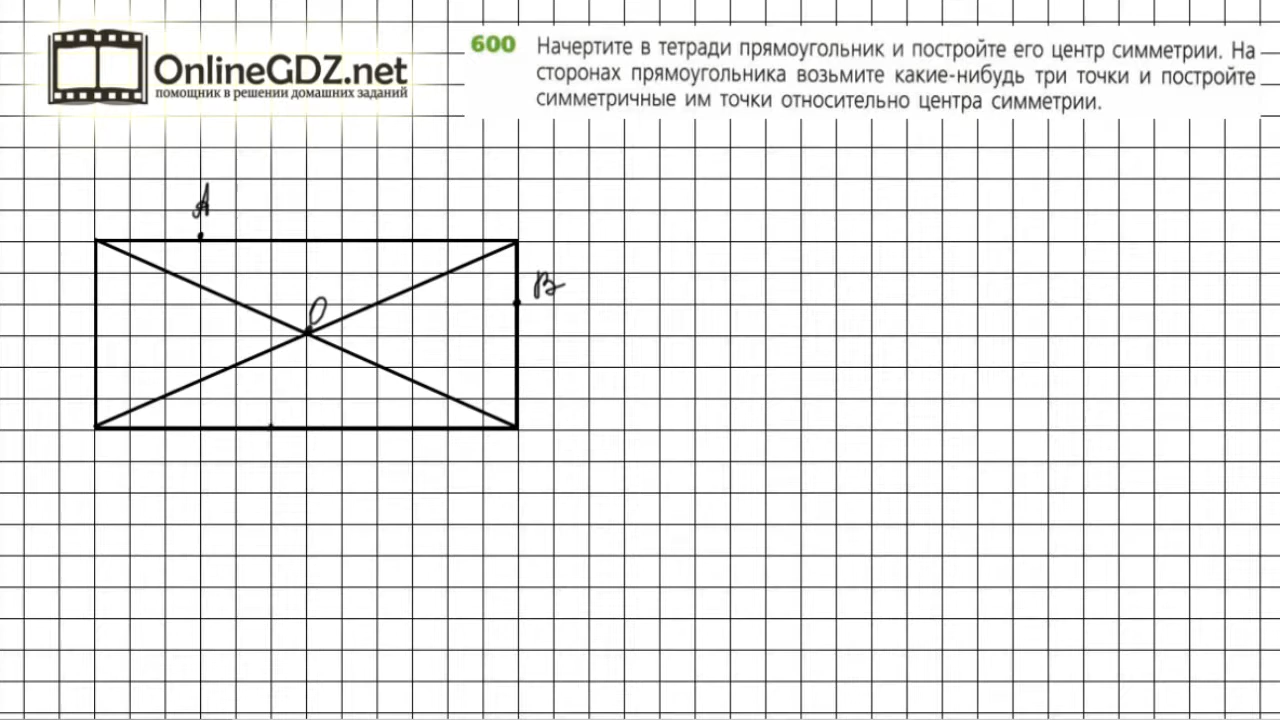 OnlineGDZ.net
помощник в решении домашних заданий
600 Начертите в тетради прямоугольник и постройте его центр симметрии. На
сторонах прямоугольника возьмите какие-нибудь три точки и постройте
симметричные им точки относительно центра симметрии.
A
B
O